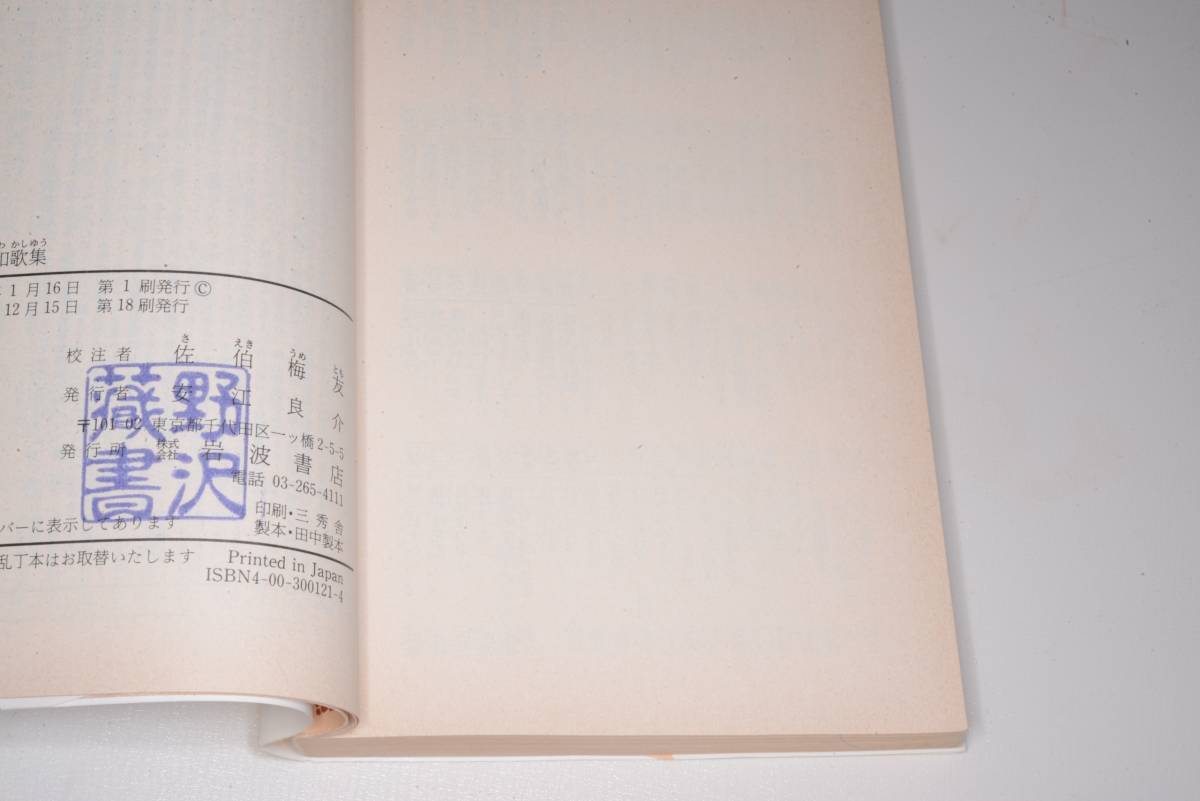 わかしゆう
和歌集
1月16日 第1刷発行©
12月15日 第18刷発行
さ えき うめ とも
校注者 佐伯梅友
発行者 安江良介
〒101-02 東京都千代田区一ッ橋2-5-5
発行所 株式会社 岩波書店
電話 03-265-4111
印刷・三秀舎
製本・田中製本
バーに表示してあります
乱丁本はお取替いたします Printed in Japan
ISBN4-00-300121-4
野沢
蔵書